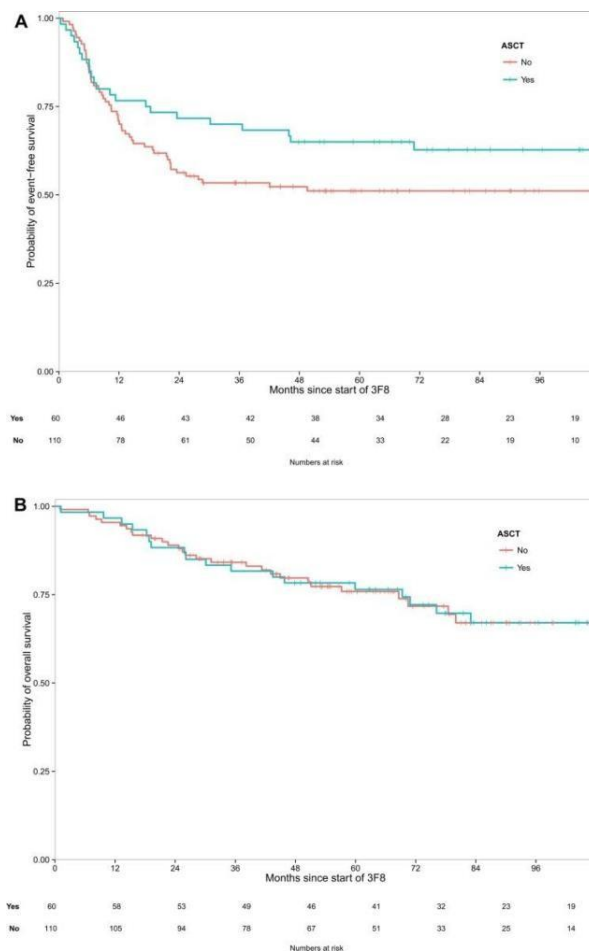 A
1.00
0.75
0.50
0.25
0.00
Probability of event-free survival
ASCT
No
Yes
0 12 24 36 48 60 72 84 96
Months since start of 3F8
Yes 60 46 43 42 38 34 28 23 19
No 110 78 61 50 44 33 22 19 10
Numbers at risk
B
1.00
0.75
0.50
0.25
0.00
Probability of overall survival
ASCT
No
Yes
0 12 24 36 48 60 72 84 96
Months since start of 3F8
Yes 60 58 53 49 46 41 32 23 19
No 110 105 94 78 67 51 33 25 14
Numbers at risk